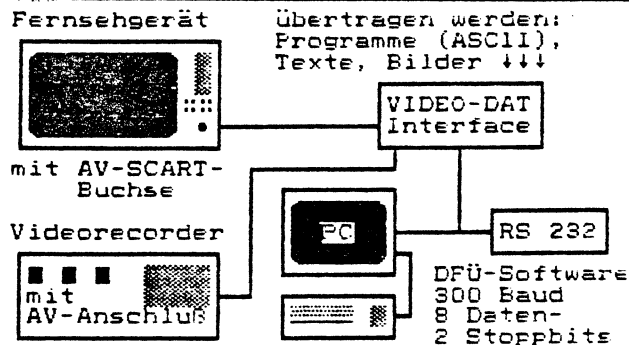 Fernsehgerät
übertragen werden:
Programme (ASCII),
Texte, Bilder ↓↓↓
VIDEO-DAT
Interface
mit AV-SCART-
Buchse
PC
RS 232
Videorecorder
mit
AV-Anschluß
DFÜ-Software
300 Baud
8 Daten-
2 Stoppbits